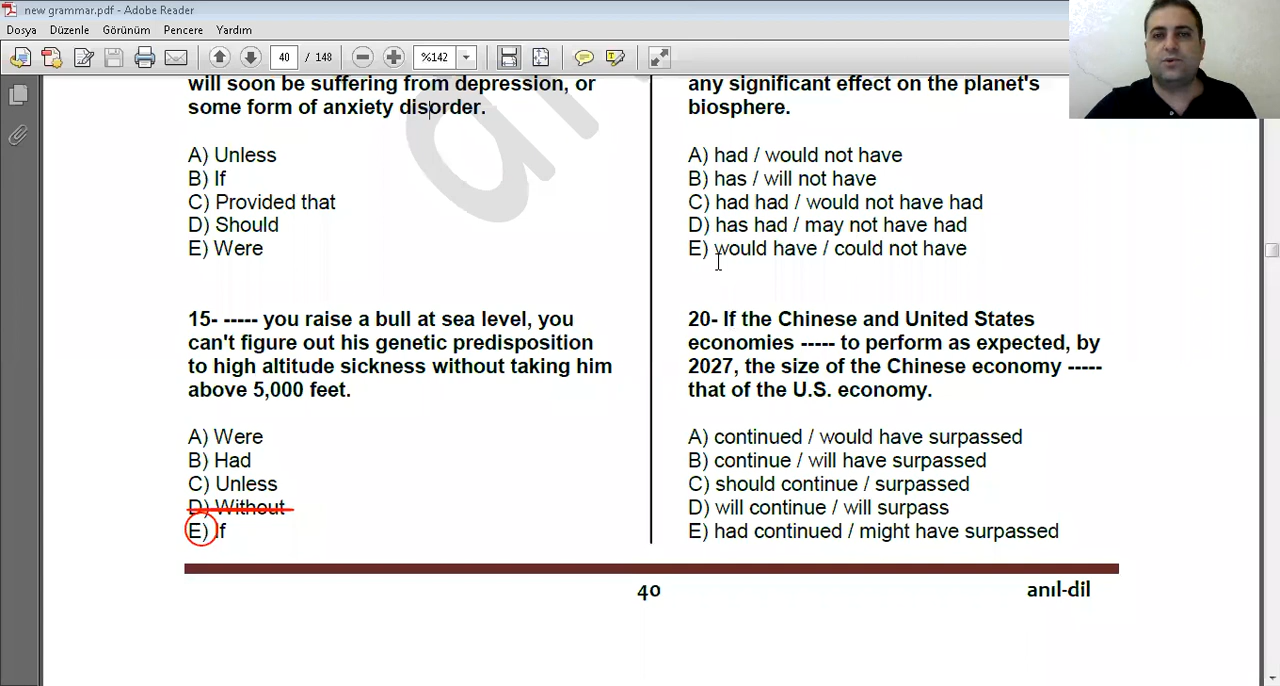 new grammar.pdf - Adobe Reader
Dosya Düzenle Görünüm Pencere Yardım
40 / 148 %142
will soon be suffering from depression, or
some form of anxiety disorder.
A) Unless
B) If
C) Provided that
D) Should
E) Were
15- ----- you raise a bull at sea level, you
can't figure out his genetic predisposition
to high altitude sickness without taking him
above 5,000 feet.
A) Were
B) Had
C) Unless
D) Without
E) If
any significant effect on the planet's
biosphere.
A) had / would not have
B) has / will not have
C) had had / would not have had
D) has had / may not have had
E) would have / could not have
20- If the Chinese and United States
economies ----- to perform as expected, by
2027, the size of the Chinese economy -----
that of the U.S. economy.
A) continued / would have surpassed
B) continue / will have surpassed
C) should continue / surpassed
D) will continue / will surpass
E) had continued / might have surpassed
40
anıl-dil